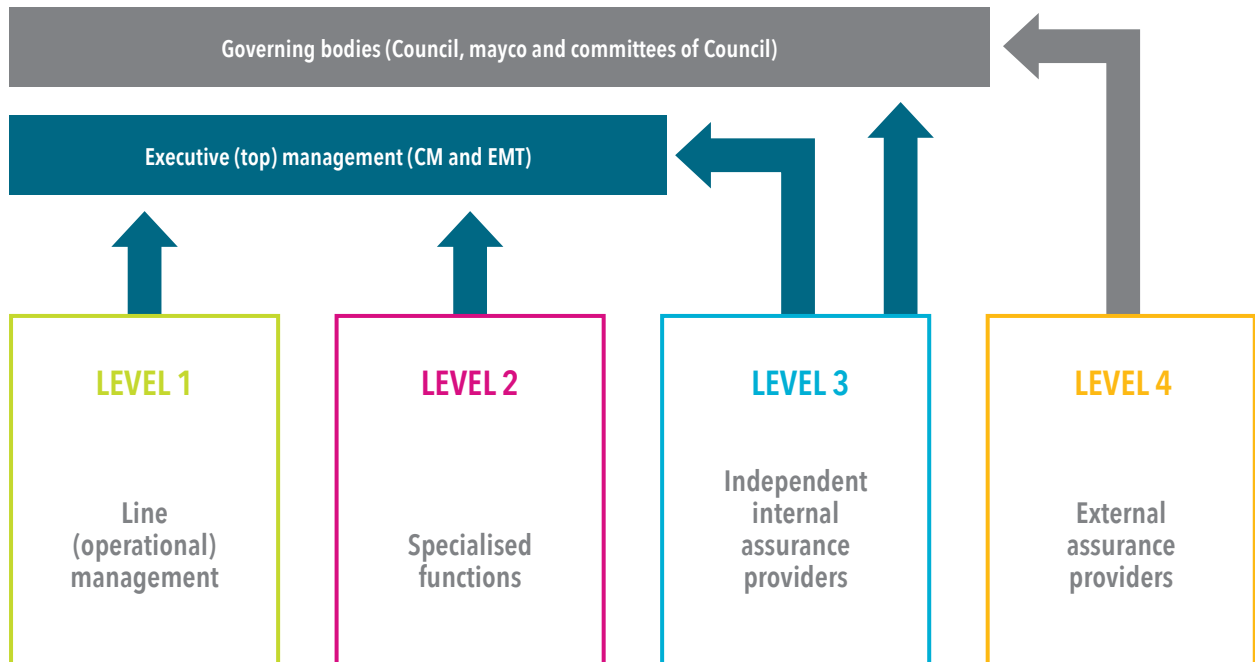 Governing bodies (Council, mayco and committees of Council)
Executive (top) management (CM and EMT)
LEVEL 1
Line
(operational)
management
LEVEL 2
Specialised
functions
LEVEL 3
Independent
internal
assurance
providers
LEVEL 4
External
assurance
providers